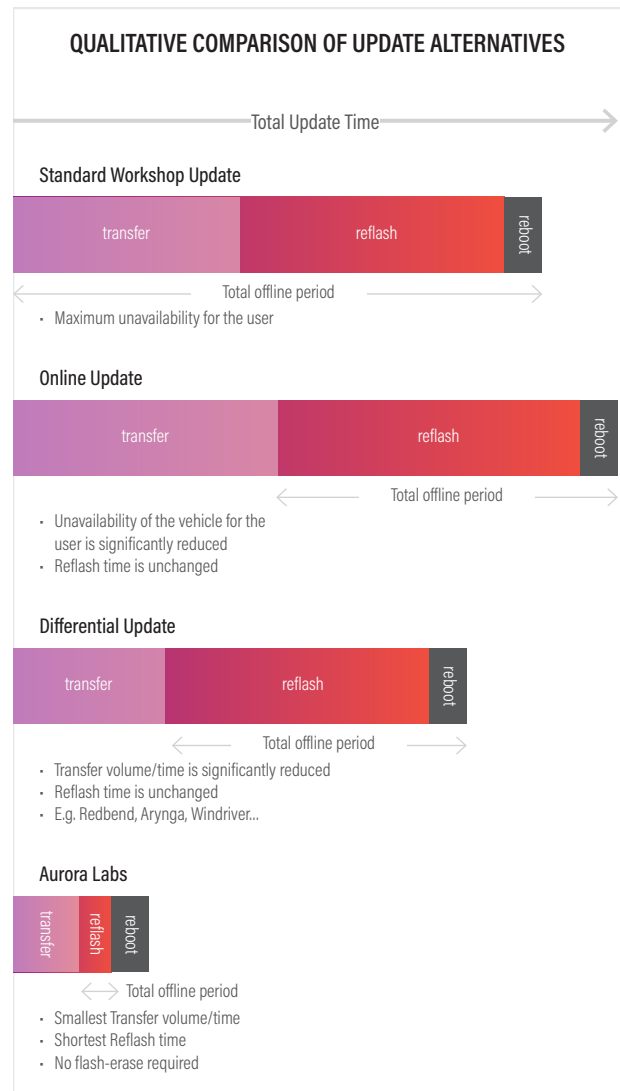 QUALITATIVE COMPARISON OF UPDATE ALTERNATIVES
Total Update Time
Standard Workshop Update
transfer
reflash
reboot
Total offline period
• Maximum unavailability for the user
Online Update
transfer
reflash
reboot
Total offline period
• Unavailability of the vehicle for the
user is significantly reduced
• Reflash time is unchanged
Differential Update
transfer
reflash
reboot
Total offline period
• Transfer volume/time is significantly reduced
• Reflash time is unchanged
• E.g. Redbend, Arynga, Windriver...
Aurora Labs
transfer
reflash
reboot
Total offline period
• Smallest Transfer volume/time
• Shortest Reflash time
• No flash-erase required